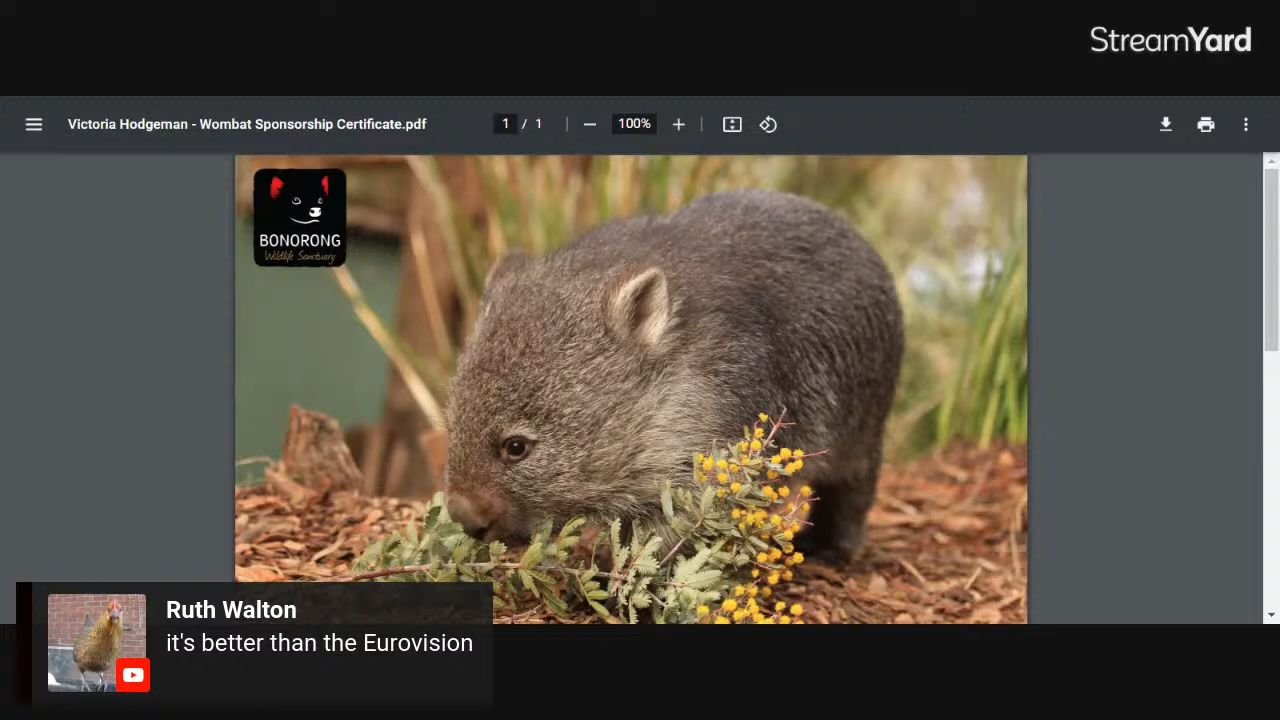 StreamYard
Victoria Hodgeman - Wombat Sponsorship Certificate.pdf
1 / 1
100%
BONORONG
Wildlife Sanctuary
Ruth Walton
it's better than the Eurovision